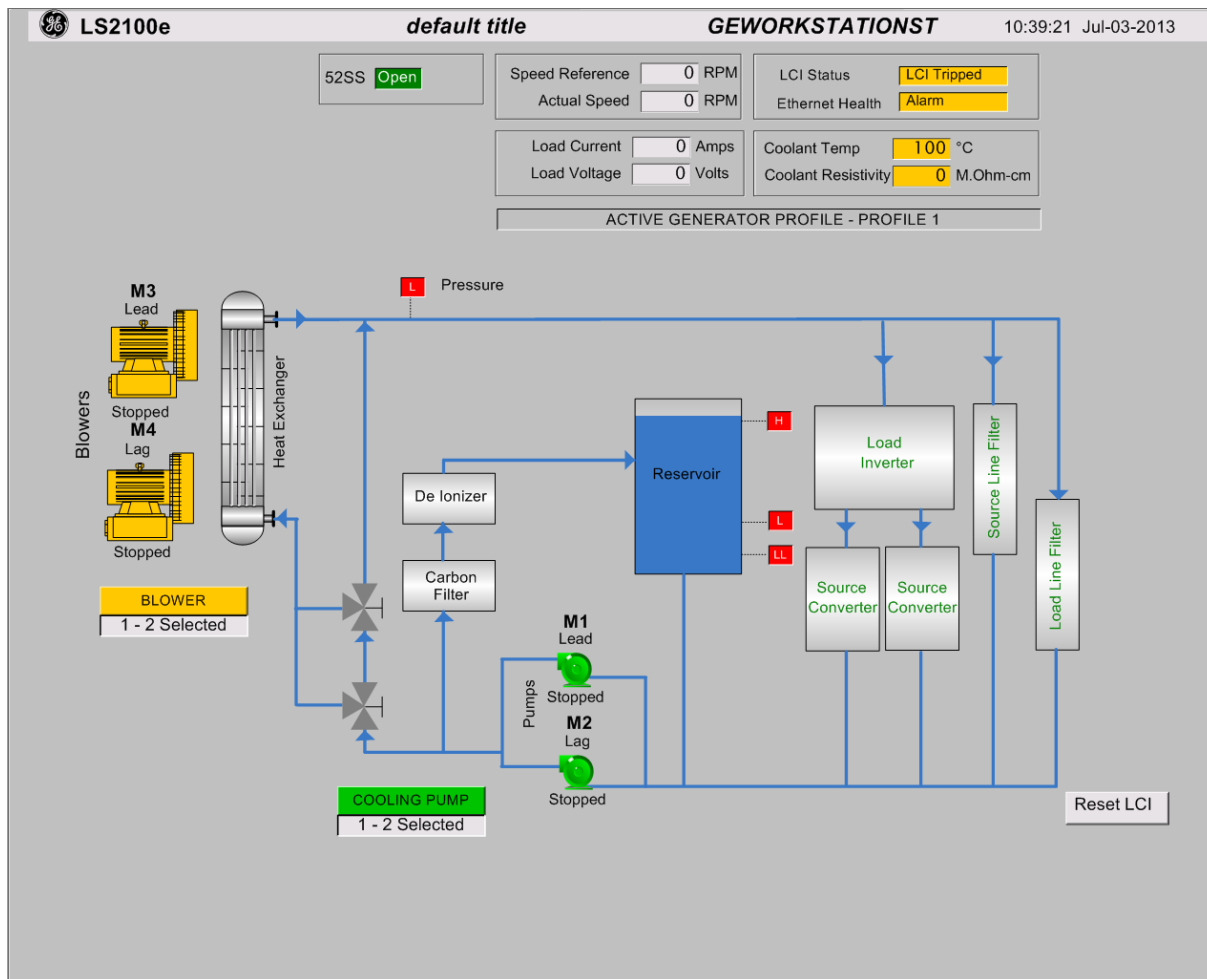 LS2100e
default title
GEWORKSTATIONST
10:39:21 Jul-03-2013
52SS Open
Speed Reference 0 RPM
Actual Speed 0 RPM
LCI Status LCI Tripped
Ethernet Health Alarm
Load Current 0 Amps
Load Voltage 0 Volts
Coolant Temp 100 °C
Coolant Resistivity 0 M.Ohm-cm
ACTIVE GENERATOR PROFILE - PROFILE 1
L Pressure
M3
Lead
Stopped
M4
Lag
Stopped
Blowers
Heat Exchanger
BLOWER
1 - 2 Selected
De Ionizer
Carbon
Filter
Reservoir
H
L
LL
Load
Inverter
Source
Converter
Source
Converter
Source Line Filter
Load Line Filter
M1
Lead
Stopped
Pumps
M2
Lag
Stopped
COOLING PUMP
1 - 2 Selected
Reset LCI